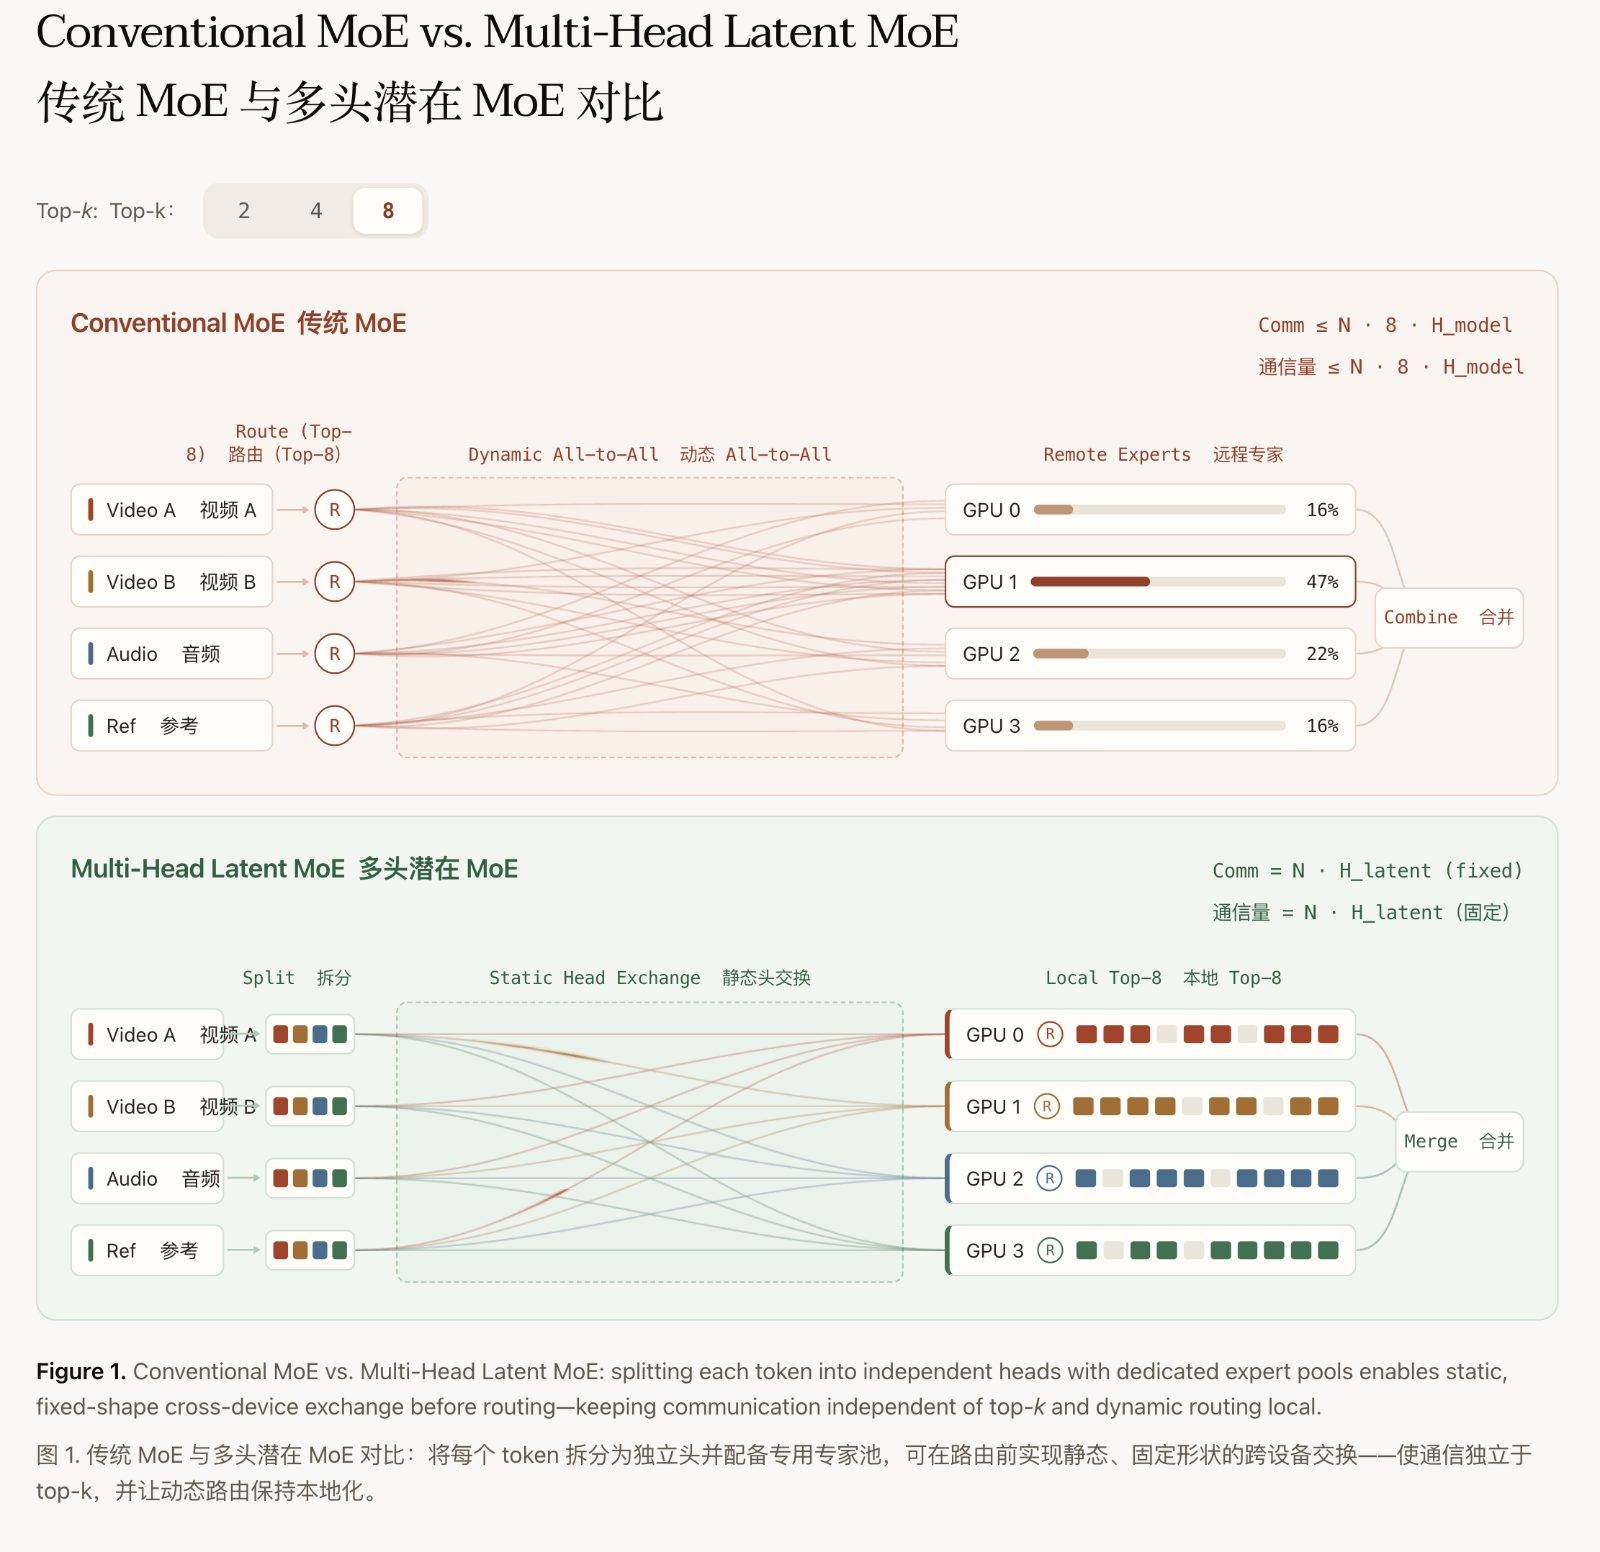 Conventional MoE vs. Multi-Head Latent MoE
传统 MoE 与多头潜在 MoE 对比
Top-k: Top-k： 2 4 8
Conventional MoE 传统 MoE
Comm ≤ N · 8 · H_model
通信量 ≤ N · 8 · H_model
Route (Top-
8) 路由（Top-8）
Dynamic All-to-All 动态 All-to-All
Remote Experts 远程专家
Video A 视频 A R GPU 0 16%
Video B 视频 B R GPU 1 47%
Combine 合并
Audio 音频 R GPU 2 22%
Ref 参考 R GPU 3 16%
Multi-Head Latent MoE 多头潜在 MoE
Comm = N · H_latent (fixed)
通信量 = N · H_latent（固定）
Split 拆分
Static Head Exchange 静态头交换
Local Top-8 本地 Top-8
Video A 视频 A GPU 0 R
Video B 视频 B GPU 1 R
Merge 合并
Audio 音频 GPU 2 R
Ref 参考 GPU 3 R
Figure 1. Conventional MoE vs. Multi-Head Latent MoE: splitting each token into independent heads with dedicated expert pools enables static,
fixed-shape cross-device exchange before routing—keeping communication independent of top-k and dynamic routing local.
图 1. 传统 MoE 与多头潜在 MoE 对比：将每个 token 拆分为独立头并配备专用专家池，可在路由前实现静态、固定形状的跨设备交换——使通信独立于
top-k，并让动态路由保持本地化。